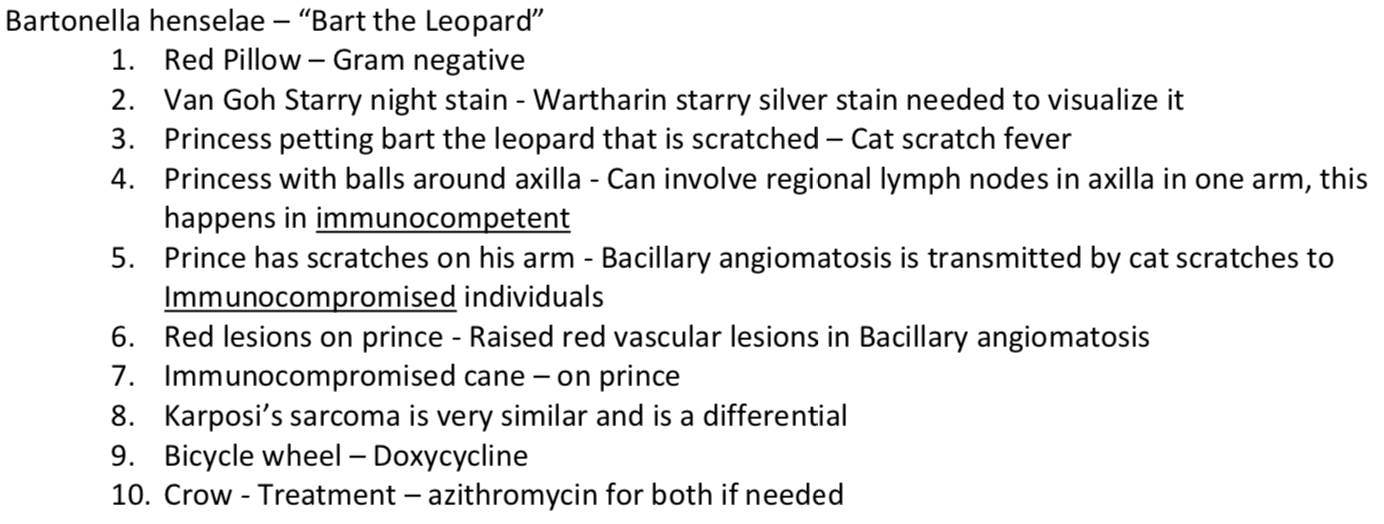 Bartonella henselae – “Bart the Leopard”
1. Red Pillow – Gram negative
2. Van Goh Starry night stain - Wartharin starry silver stain needed to visualize it
3. Princess petting bart the leopard that is scratched – Cat scratch fever
4. Princess with balls around axilla - Can involve regional lymph nodes in axilla in one arm, this
happens in immunocompetent
5. Prince has scratches on his arm - Bacillary angiomatosis is transmitted by cat scratches to
Immunocompromised individuals
6. Red lesions on prince - Raised red vascular lesions in Bacillary angiomatosis
7. Immunocompromised cane – on prince
8. Karposi’s sarcoma is very similar and is a differential
9. Bicycle wheel – Doxycycline
10. Crow - Treatment – azithromycin for both if needed